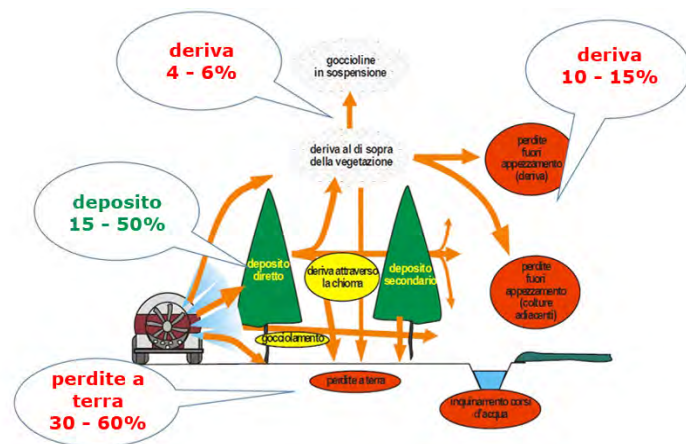 deriva
4 - 6%
goccioline
in sospensione
deriva
10 - 15%
deriva al di sopra
della vegetazione
perdite
fuori
appezzamento
(deriva)
deposito
15 - 50%
deposito
diretto
deriva attraverso
la chioma
deposito
secondario
perdite
fuori
appezzamento
(colture
adiacenti)
gocciolamento
perdite a
terra
30 - 60%
perdite a terra
inquinamento corsi
d'acqua